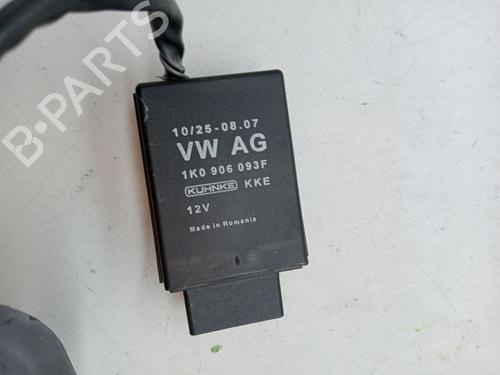 B-PARTS
10/25-08.07
VW AG
1K0 906 093F
KUHNKE KKE
12V
Made in Romania